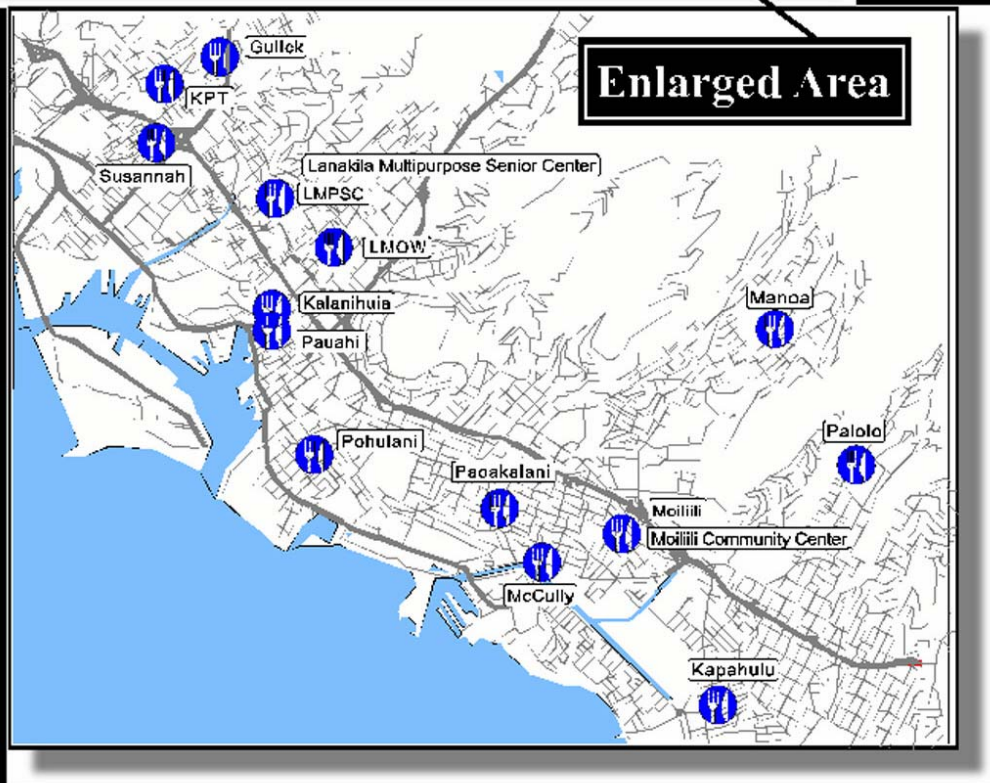 Enlarged Area
Gulick
KPT
Susannah
Lanakila Multipurpose Senior Center
LMPSC
LMOW
Kalanihuia
Pauahi
Manoa
Pohulani
Palolo
Paoakalani
Moiliili
Moiliili Community Center
McCully
Kapahulu